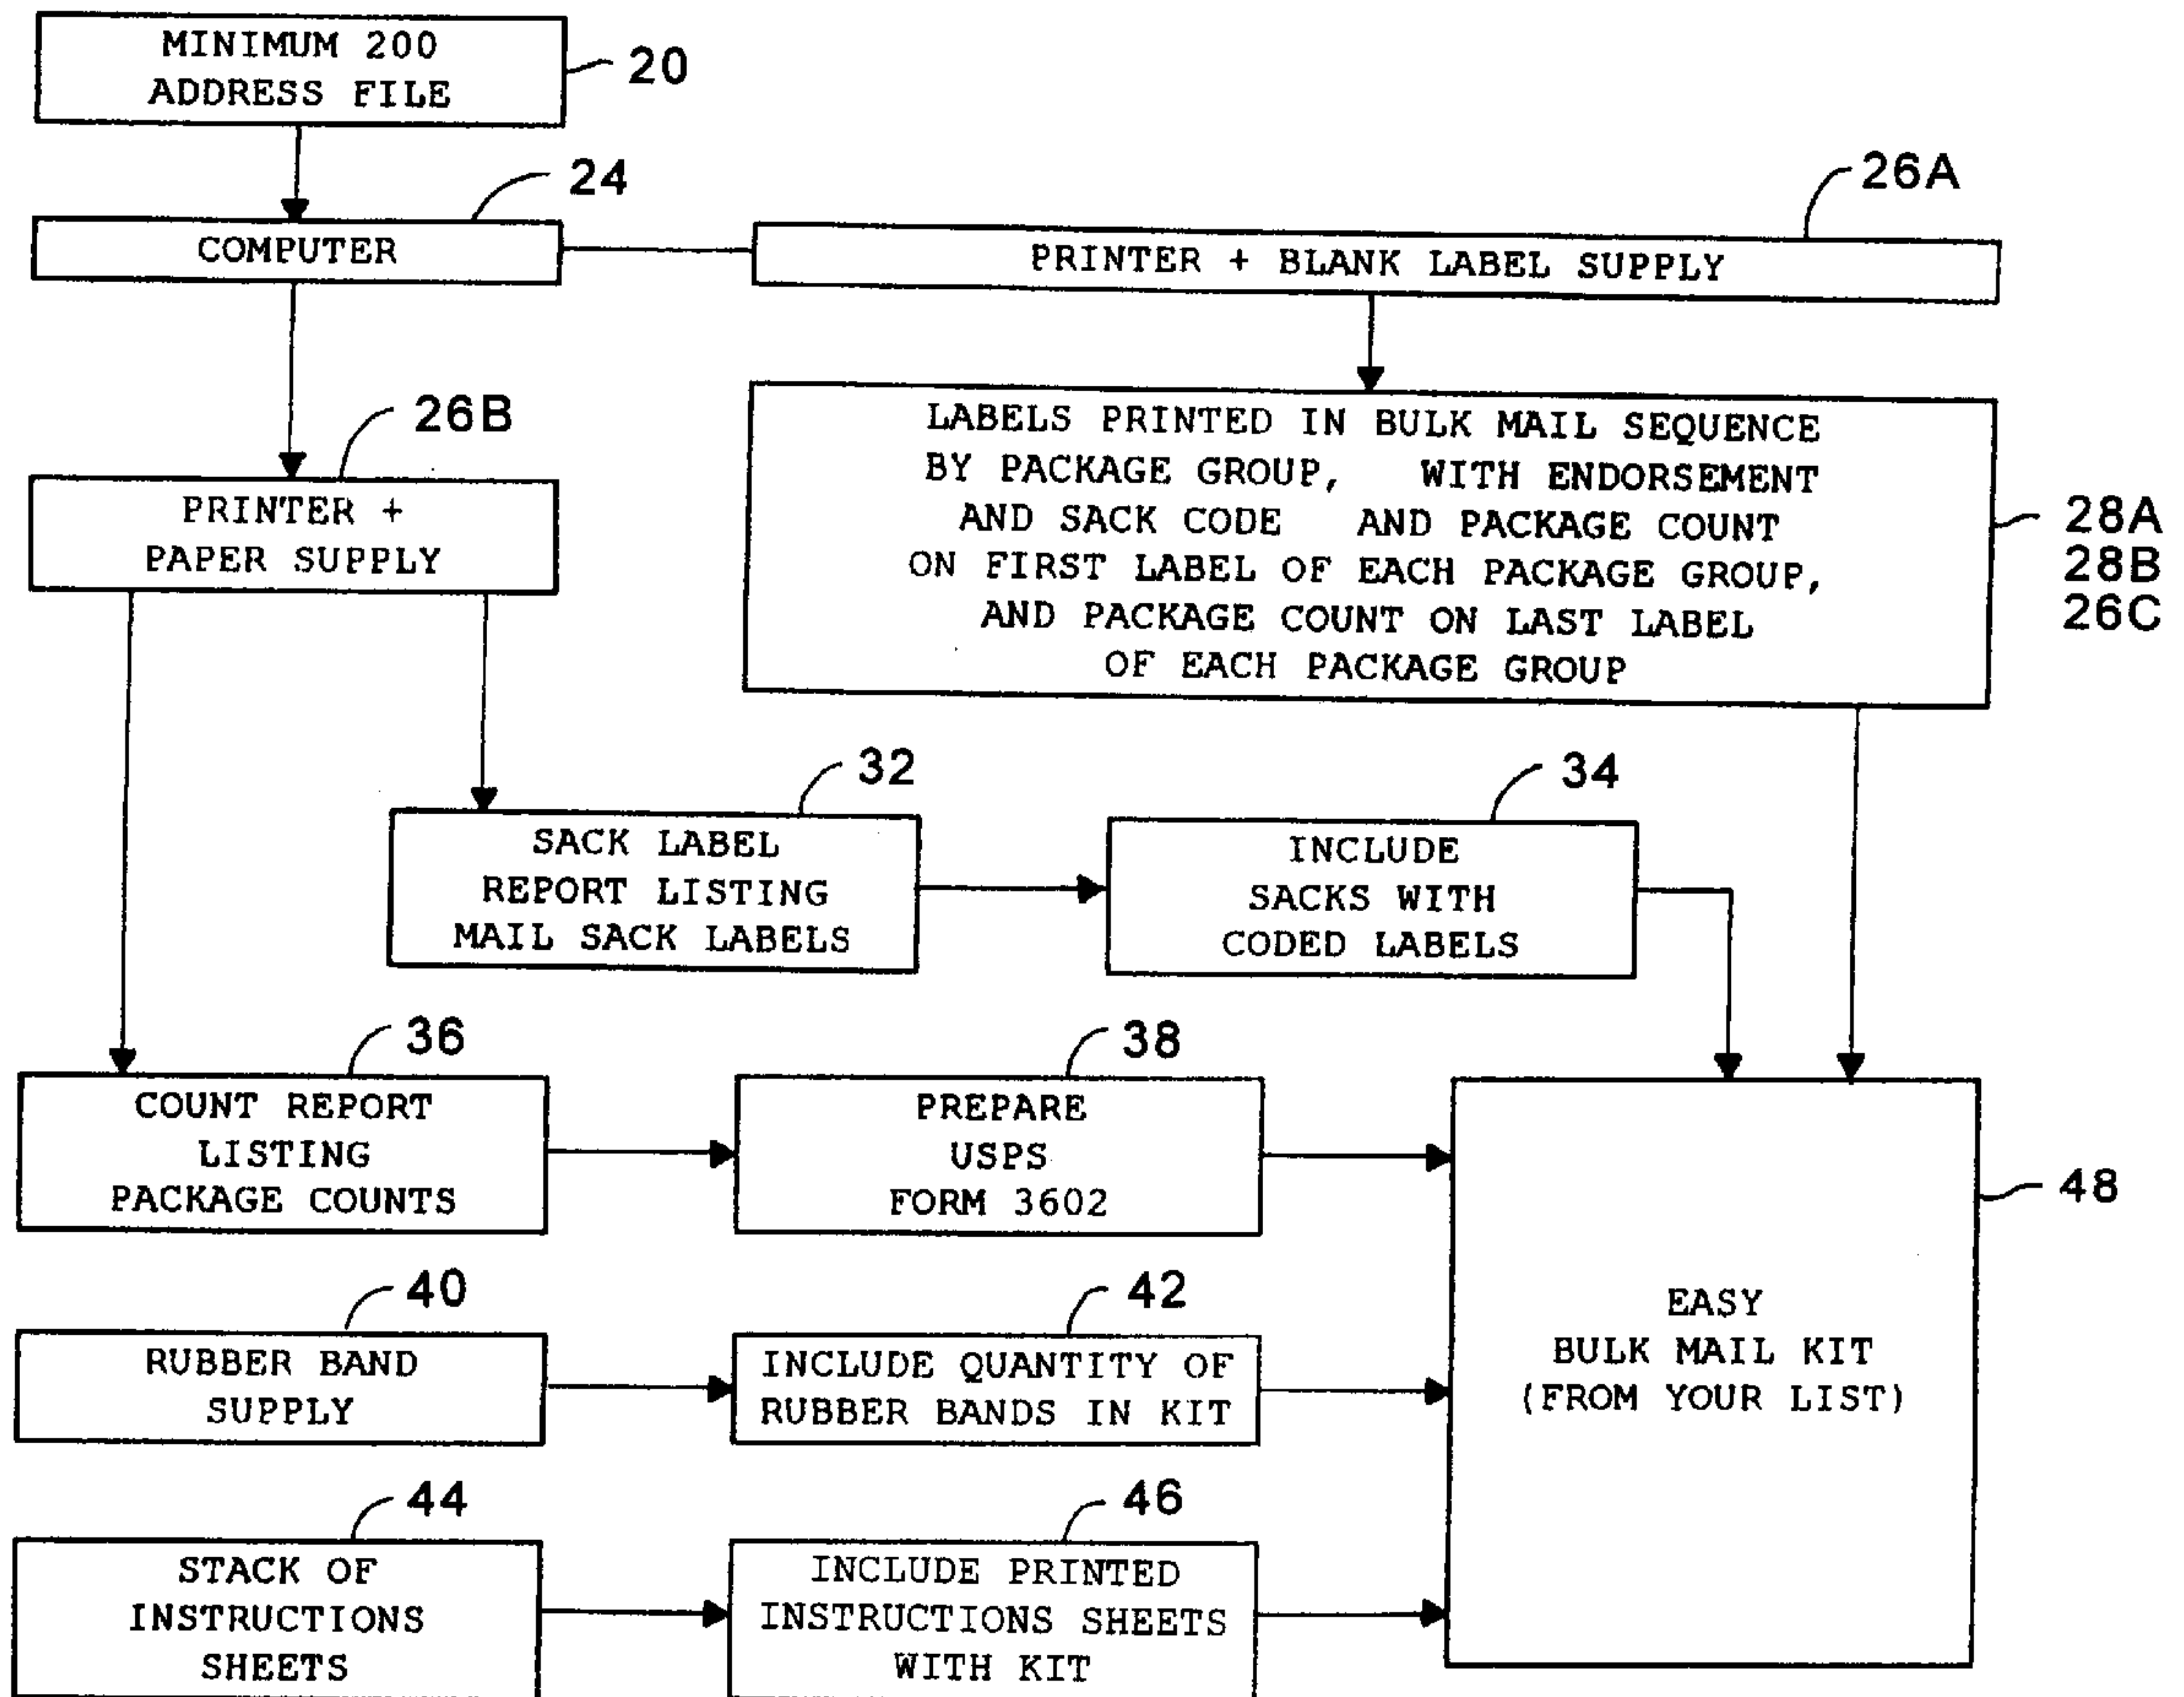 MINIMUM 200
ADDRESS FILE
20
24
COMPUTER
26A
PRINTER + BLANK LABEL SUPPLY
26B
PRINTER +
PAPER SUPPLY
LABELS PRINTED IN BULK MAIL SEQUENCE
BY PACKAGE GROUP, WITH ENDORSEMENT
AND SACK CODE AND PACKAGE COUNT
ON FIRST LABEL OF EACH PACKAGE GROUP,
AND PACKAGE COUNT ON LAST LABEL
OF EACH PACKAGE GROUP
28A
28B
26C
32
SACK LABEL
REPORT LISTING
MAIL SACK LABELS
34
INCLUDE
SACKS WITH
CODED LABELS
36
COUNT REPORT
LISTING
PACKAGE COUNTS
38
PREPARE
USPS
FORM 3602
40
RUBBER BAND
SUPPLY
42
INCLUDE QUANTITY OF
RUBBER BANDS IN KIT
44
STACK OF
INSTRUCTIONS
SHEETS
46
INCLUDE PRINTED
INSTRUCTIONS SHEETS
WITH KIT
EASY
BULK MAIL KIT
(FROM YOUR LIST)
48